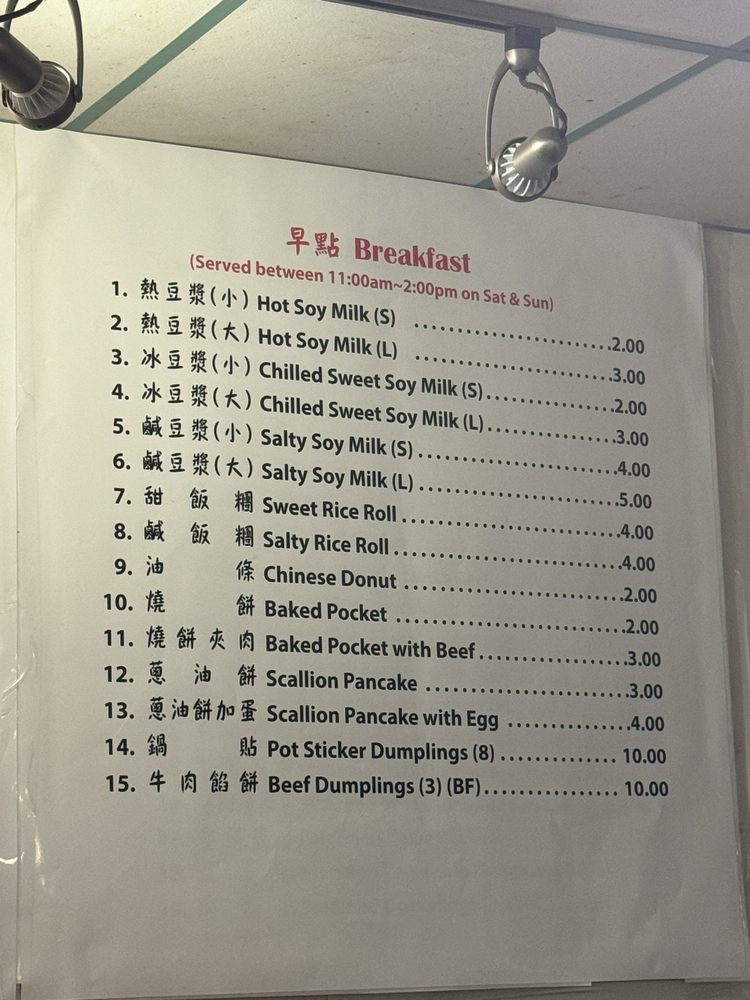 早點 Breakfast
(Served between 11:00am~2:00pm on Sat & Sun)
1. 熱豆漿(小) Hot Soy Milk (S) ........................2.00
2. 熱豆漿(大) Hot Soy Milk (L) ........................3.00
3. 冰豆漿(小) Chilled Sweet Soy Milk (S)................2.00
4. 冰豆漿(大) Chilled Sweet Soy Milk (L)................3.00
5. 鹹豆漿(小) Salty Soy Milk (S)........................4.00
6. 鹹豆漿(大) Salty Soy Milk (L)........................5.00
7. 甜 飯 糰 Sweet Rice Roll............................4.00
8. 鹹 飯 糰 Salty Rice Roll............................4.00
9. 油 條 Chinese Donut ............................2.00
10. 燒 餅 Baked Pocket .............................2.00
11. 燒餅夾肉 Baked Pocket with Beef..................3.00
12. 蔥 油 餅 Scallion Pancake .........................3.00
13. 蔥油餅加蛋 Scallion Pancake with Egg ...............4.00
14. 鍋 貼 Pot Sticker Dumplings (8) .............. 10.00
15. 牛肉餡餅 Beef Dumplings (3) (BF)................ 10.00